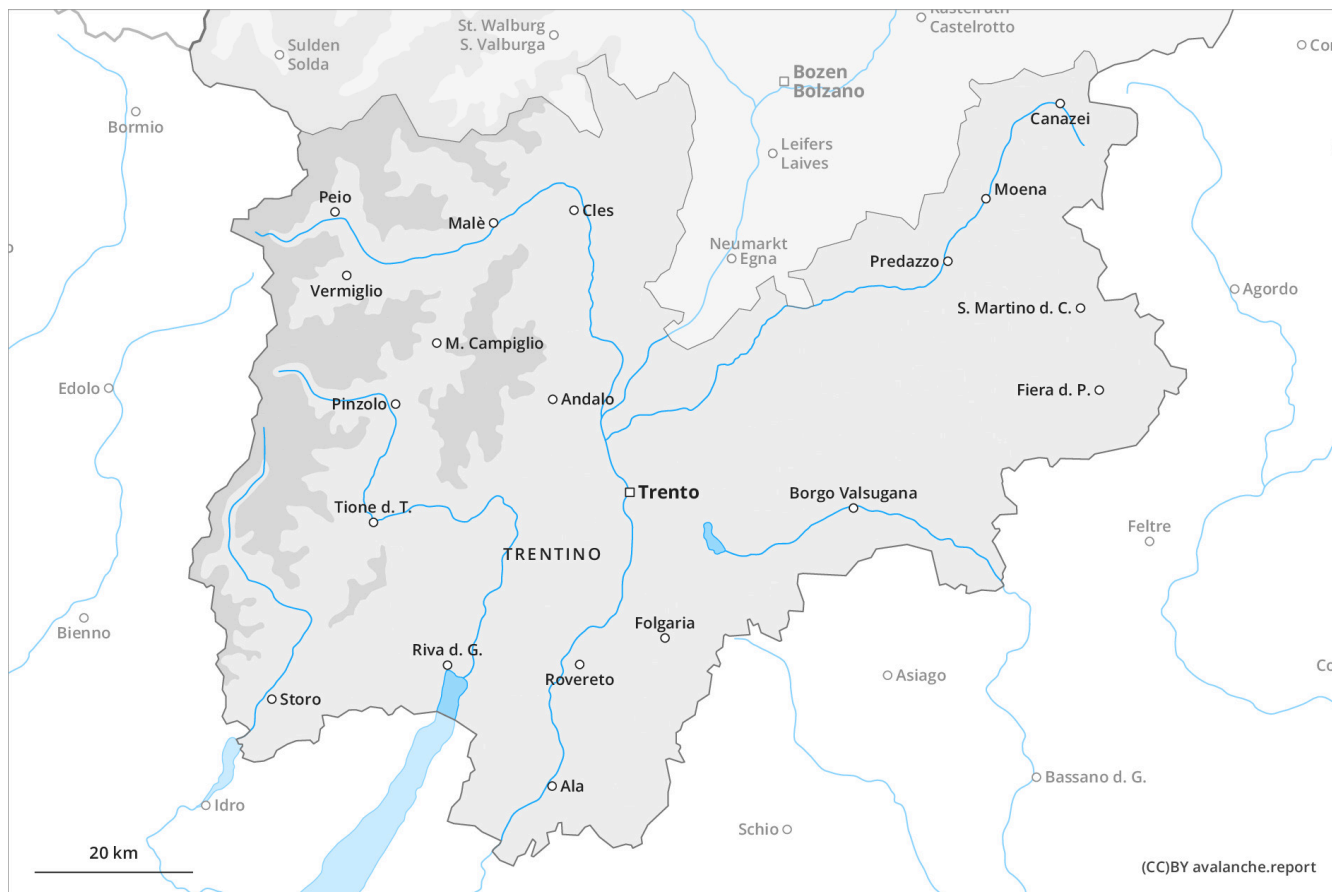 Kastelruth
Castelrotto
St. Walburg
S. Valburga
Sulden
Solda
Bozen
Bolzano
Bormio
Canazei
Leifers
Laives
Peio
Moena
Malè
Cles
Neumarkt
Egna
Predazzo
Vermiglio
Agordo
S. Martino d. C.
M. Campiglio
Edolo
Fiera d. P.
Pinzolo
Andalo
Trento
Borgo Valsugana
Tione d. T.
Feltre
TRENTINO
Bienno
Folgaria
Riva d. G.
Rovereto
Asiago
Storo
Bassano d. G.
Ala
Idro
Schio
20 km
(CC)BY avalanche.report